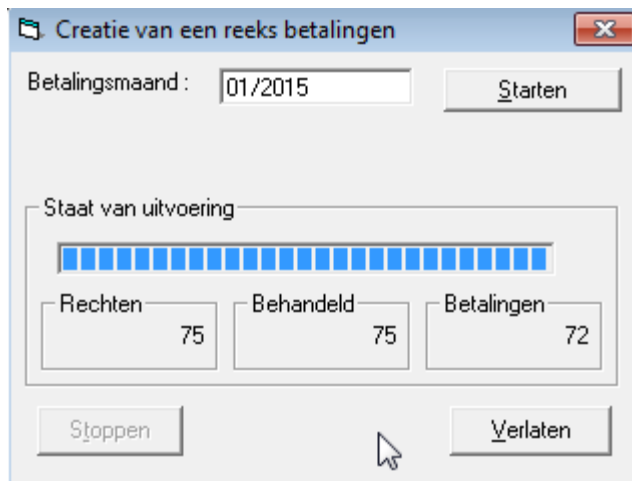 Creatie van een reeks betalingen
Betalingsmaand : 01/2015 Starten
Staat van uitvoering
Rechten Behandeld Betalingen
75 75 72
Stoppen Verlaten